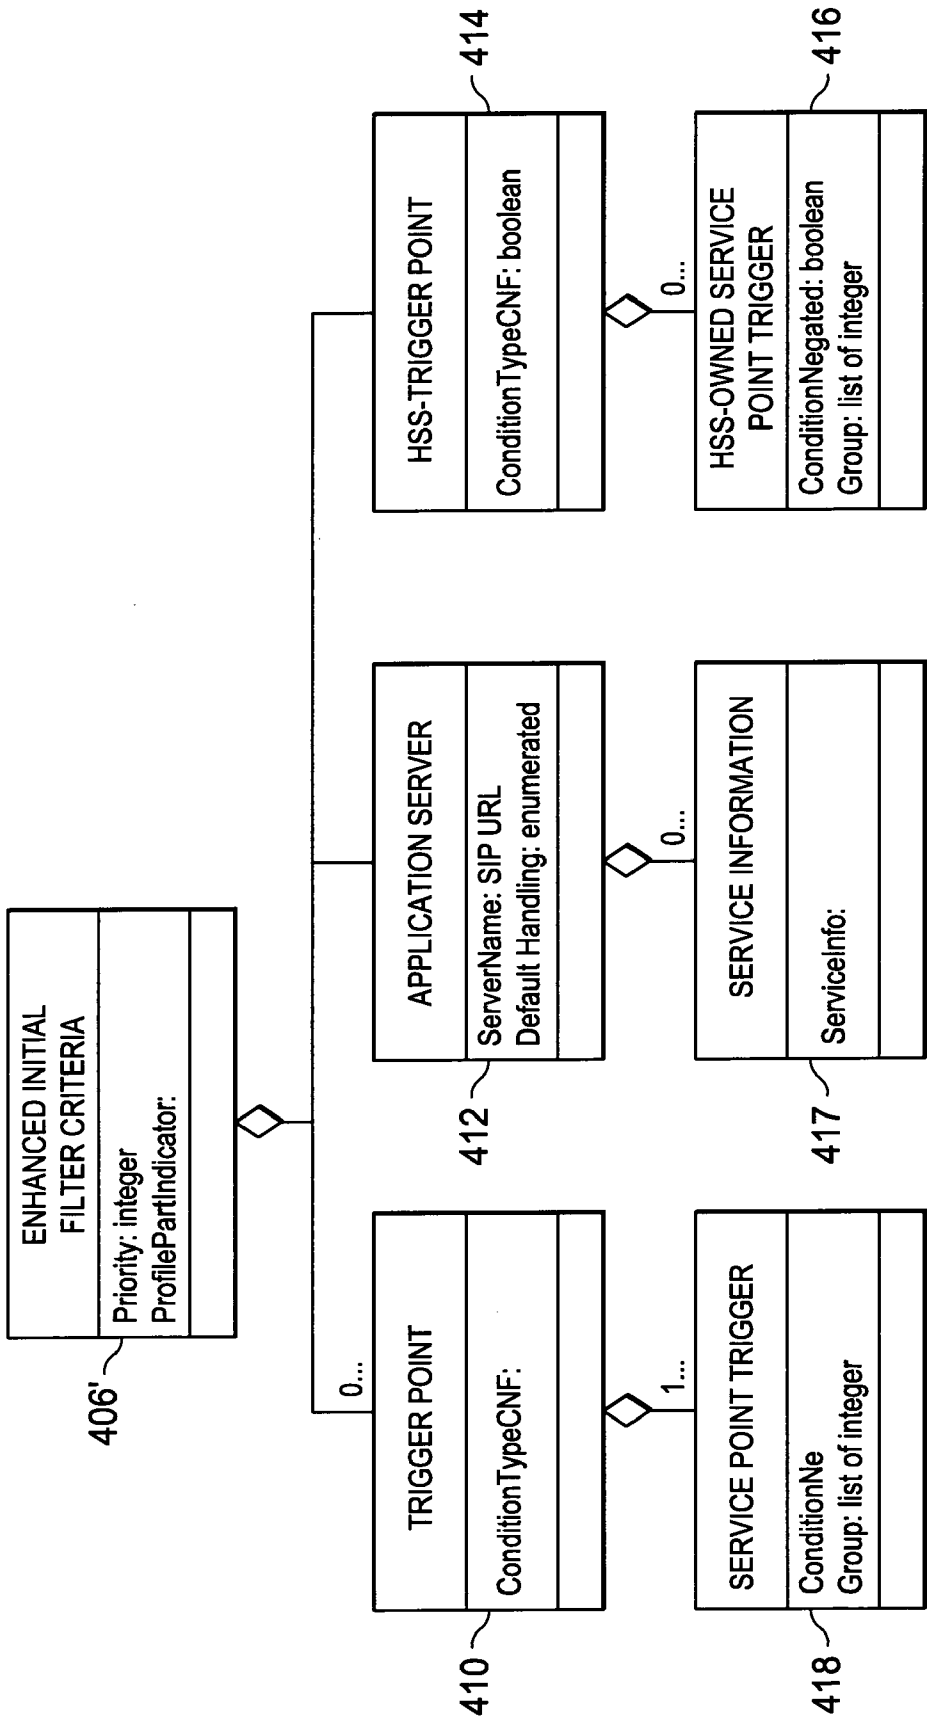 ENHANCED INITIAL
FILTER CRITERIA
Priority: integer
ProfilePartIndicator:
406'
0...
TRIGGER POINT
ConditionTypeCNF:
410
APPLICATION SERVER
ServerName: SIP URL
Default Handling: enumerated
412
HSS-TRIGGER POINT
ConditionTypeCNF: boolean
414
1...
SERVICE POINT TRIGGER
ConditionNe
Group: list of integer
418
0...
SERVICE INFORMATION
ServiceInfo:
417
0...
HSS-OWNED SERVICE
POINT TRIGGER
ConditionNegated: boolean
Group: list of integer
416